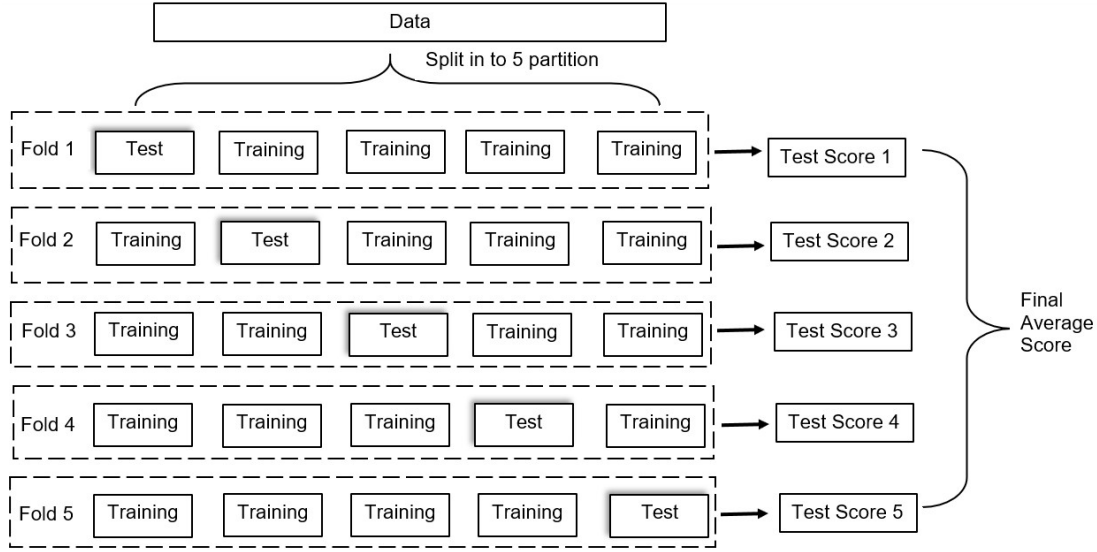 Data
Split in to 5 partition
Fold 1 Test Training Training Training Training Test Score 1
Fold 2 Training Test Training Training Training Test Score 2
Fold 3 Training Training Test Training Training Test Score 3
Final
Average
Score
Fold 4 Training Training Training Test Training Test Score 4
Fold 5 Training Training Training Training Test Test Score 5